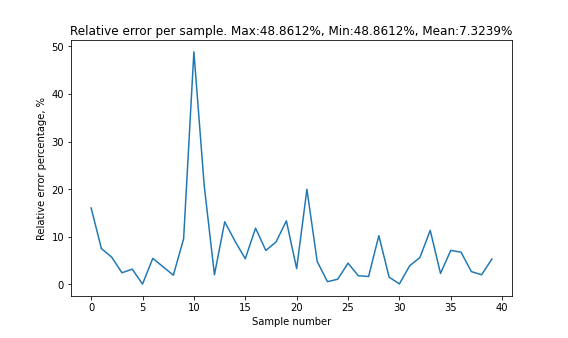 Relative error per sample. Max:48.8612%, Min:48.8612%, Mean:7.3239%
50
40
30
20
10
0
Relative error percentage, %
0 5 10 15 20 25 30 35 40
Sample number